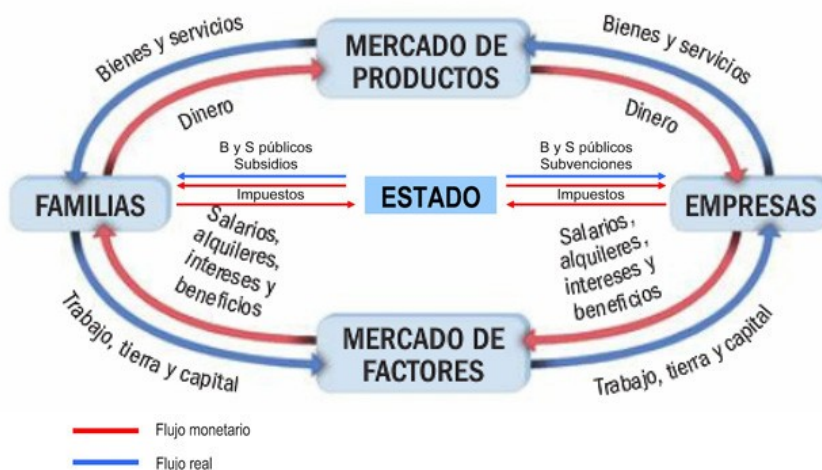 Bienes y servicios
MERCADO DE
PRODUCTOS
Bienes y servicios
Dinero
Dinero
B y S públicos
Subsidios
B y S públicos
Subvenciones
FAMILIAS
Impuestos
ESTADO
Impuestos
EMPRESAS
Salarios,
alquileres,
intereses y
beneficios
Salarios,
alquileres,
intereses y
beneficios
Trabajo, tierra y capital
MERCADO DE
FACTORES
Trabajo, tierra y capital
Flujo monetario
Flujo real